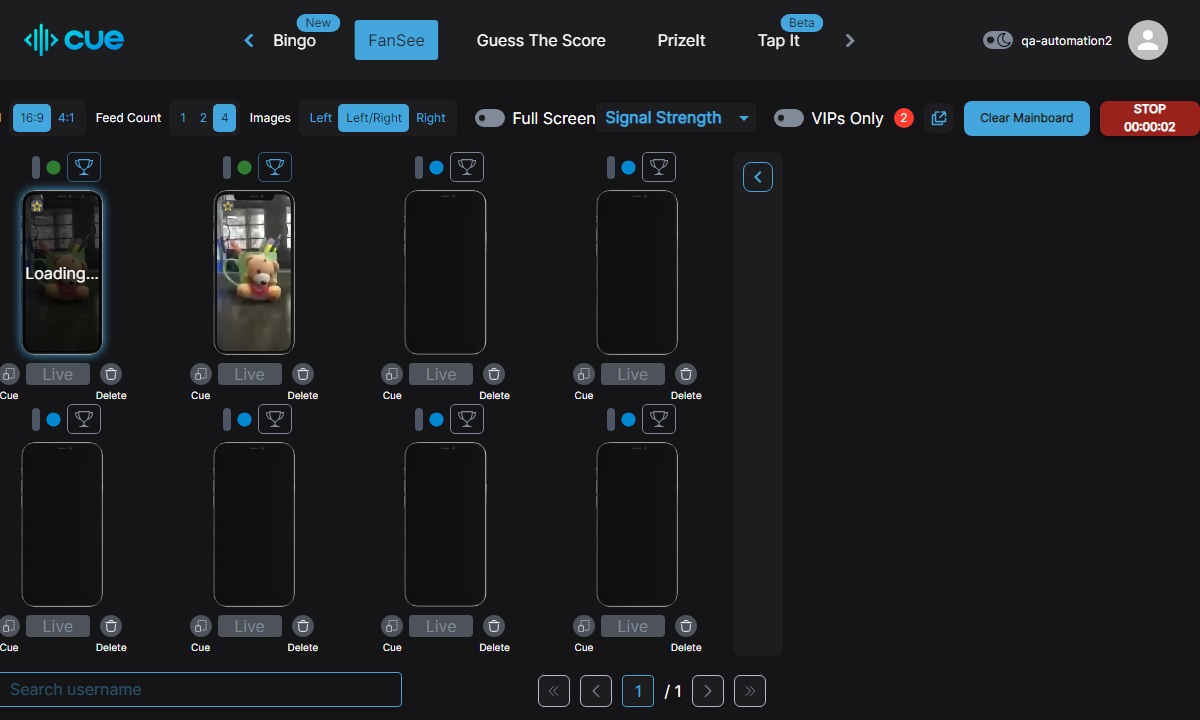 cue
New
Bingo
FanSee
Guess The Score
PrizeIt
Beta
Tap It
qa-automation2
16:9
4:1
Feed Count
1
2
4
Images
Left
Left/Right
Right
Full Screen
Signal Strength
VIPs Only
2
Clear Mainboard
STOP
00:00:02
Loading...
Live
Live
Live
Live
Cue
Delete
Cue
Delete
Cue
Delete
Cue
Delete
Live
Live
Live
Live
Cue
Delete
Cue
Delete
Cue
Delete
Cue
Delete
Search username
1
/ 1